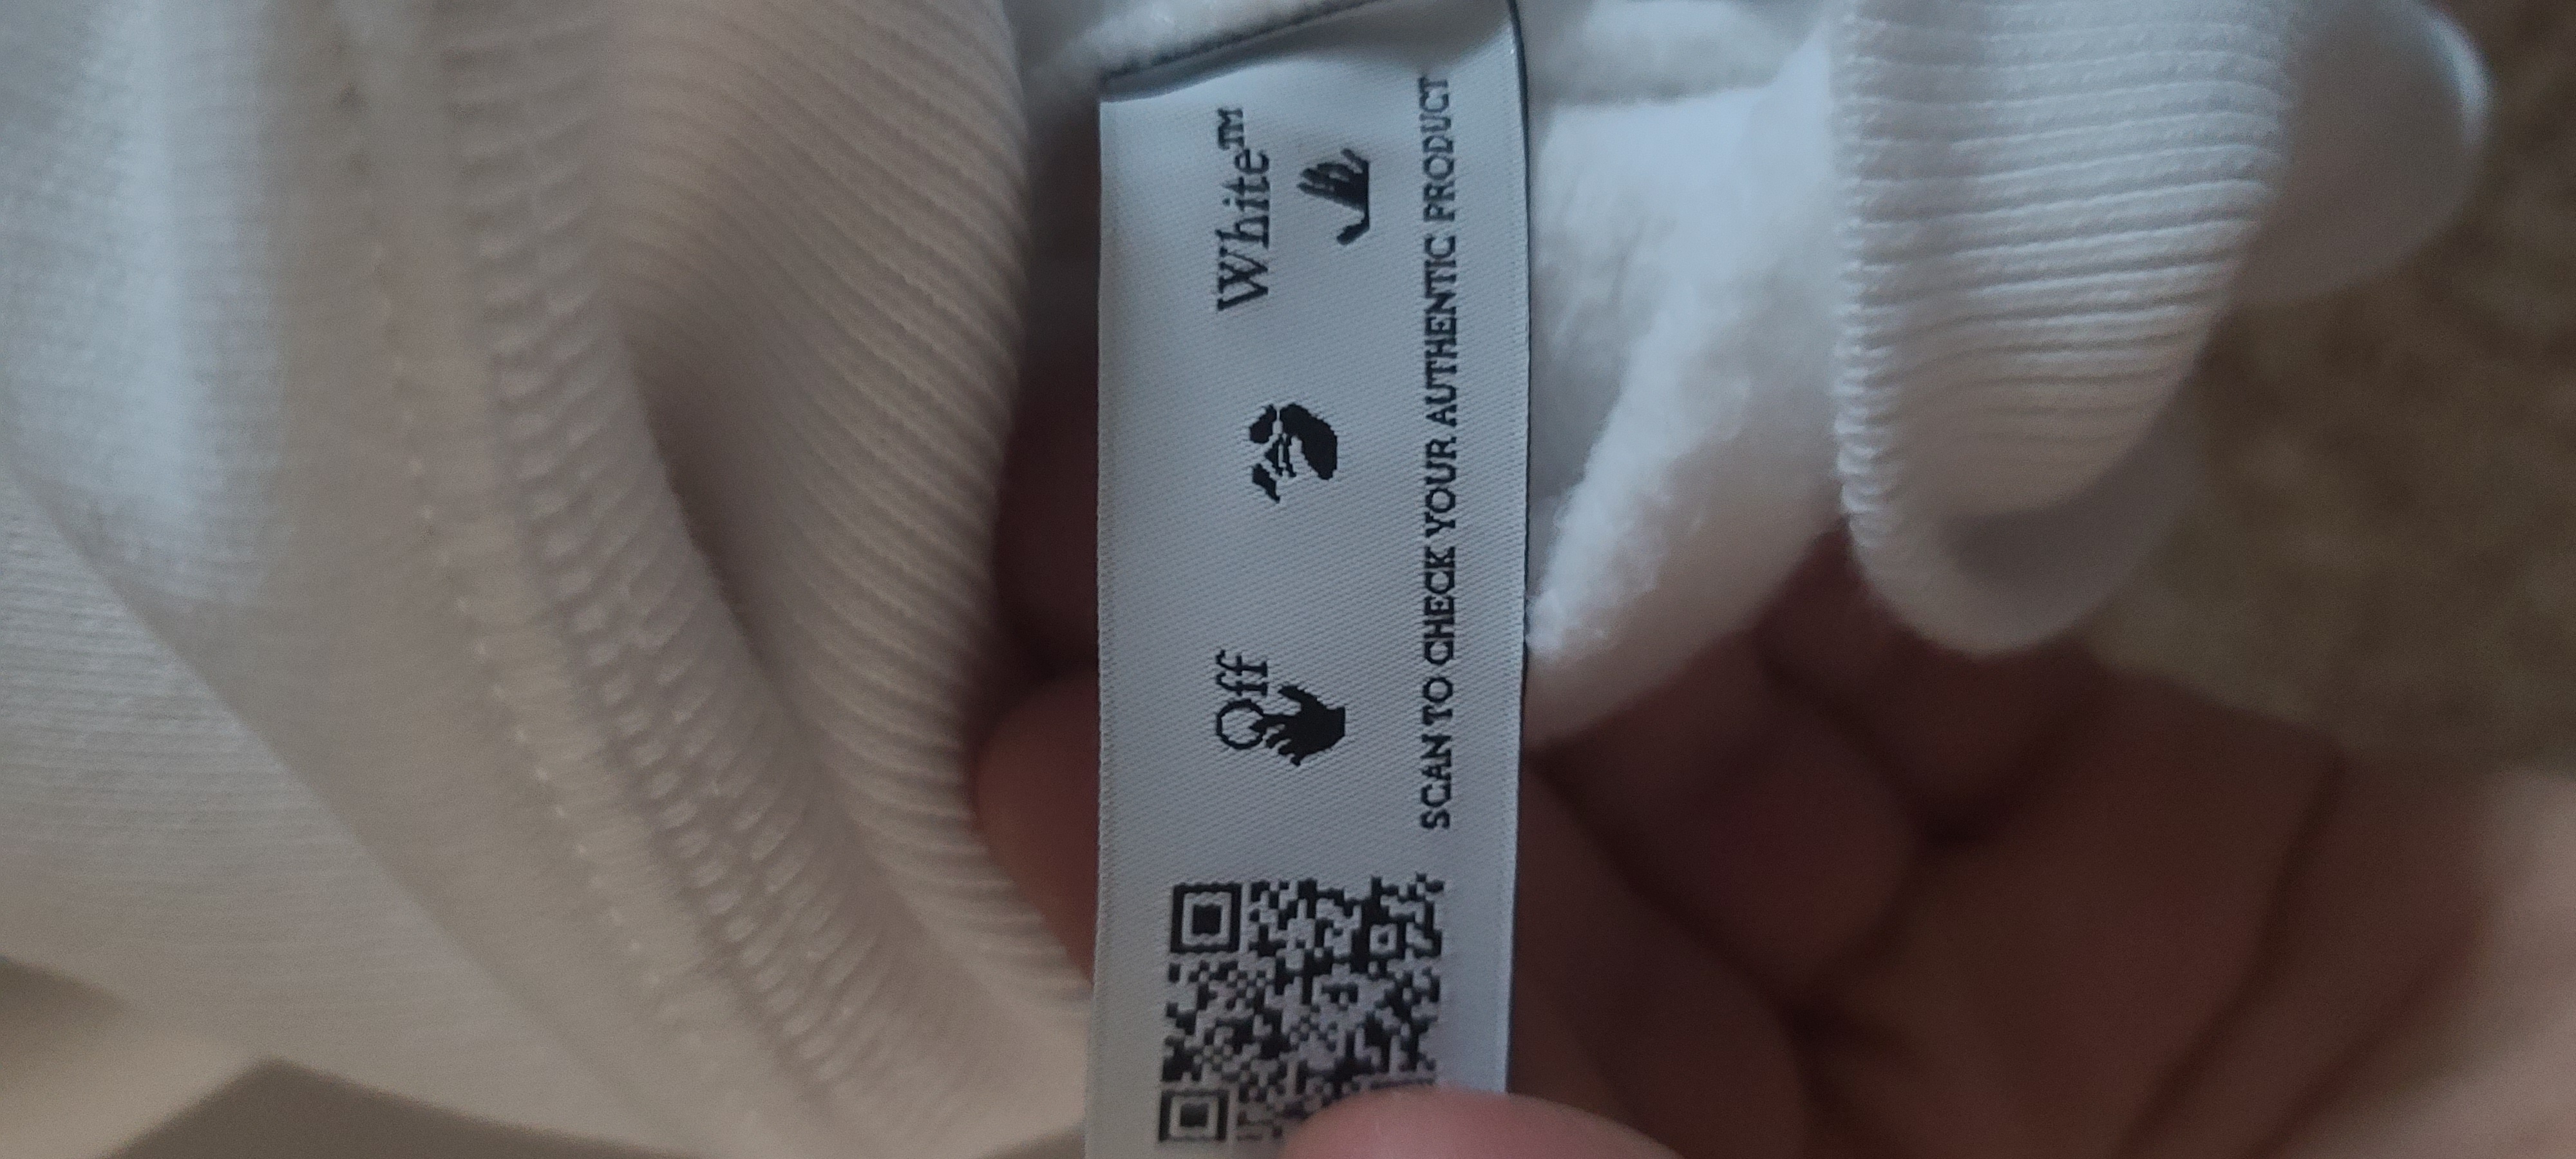 Off White™
SCAN TO CHECK YOUR AUTHENTIC PRODUCT